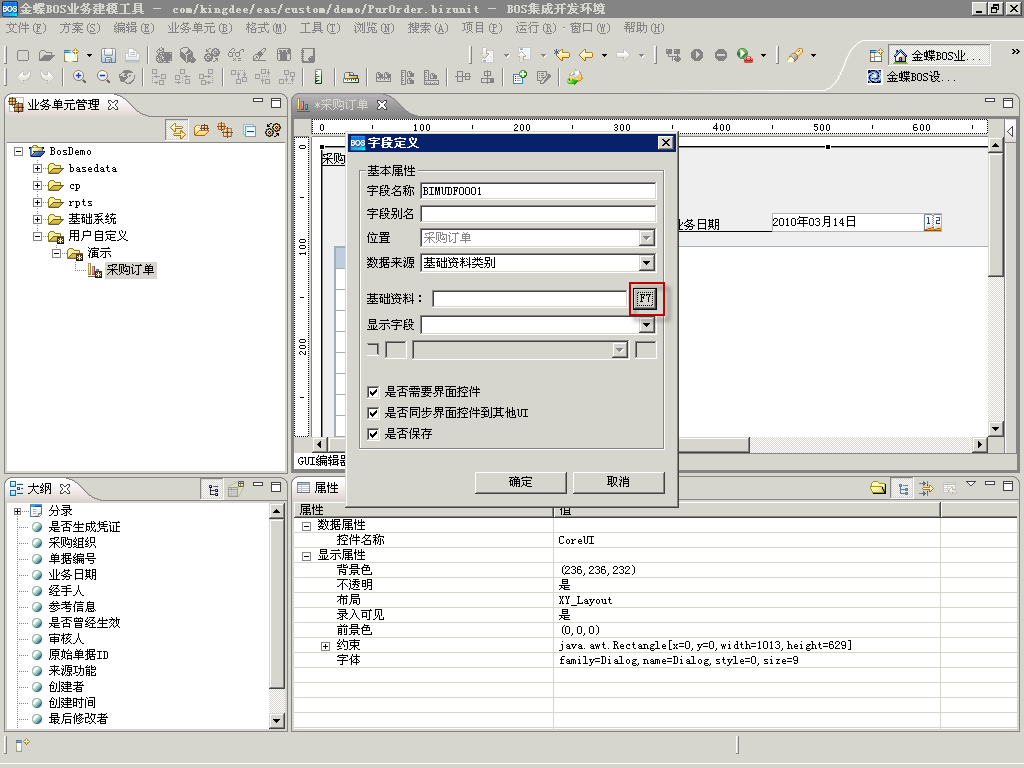 金蝶BOS业务建模工具 - com/kingdee/eas/custom/demo/PurOrder.bizunit - BOS集成开发环境
文件(F) 方案(S) 编辑(E) 业务单元(B) 格式(M) 工具(T) 浏览(N) 搜索(A) 项目(P) 运行(R) 窗口(W) 帮助(H)
金蝶BOS业...
金蝶BOS设...
业务单元管理
BosDemo
basedata
cp
rpts
基础系统
用户自定义
演示
采购订单
*采购订单
0 100 200 300 400 500 600
0
100
200
采购
业务日期
2010年03月14日
12
GUI编辑器
BOS 字段定义
基本属性
字段名称 BIMUDF0001
字段别名
位置 采购订单
数据来源 基础资料类别
基础资料: F7
显示字段
是否需要界面控件
是否同步界面控件到其他UI
是否保存
确定 取消
大纲
分录
是否生成凭证
采购组织
单据编号
业务日期
经手人
参考信息
是否曾经生效
审核人
原始单据ID
来源功能
创建者
创建时间
最后修改者
属性
属性 值
数据属性
控件名称 CoreUI
显示属性
背景色 (236,236,232)
不透明 是
布局 XY_Layout
录入可见 是
前景色 (0,0,0)
约束 java.awt.Rectangle[x=0,y=0,width=1013,height=629]
字体 family=Dialog,name=Dialog,style=0,size=9